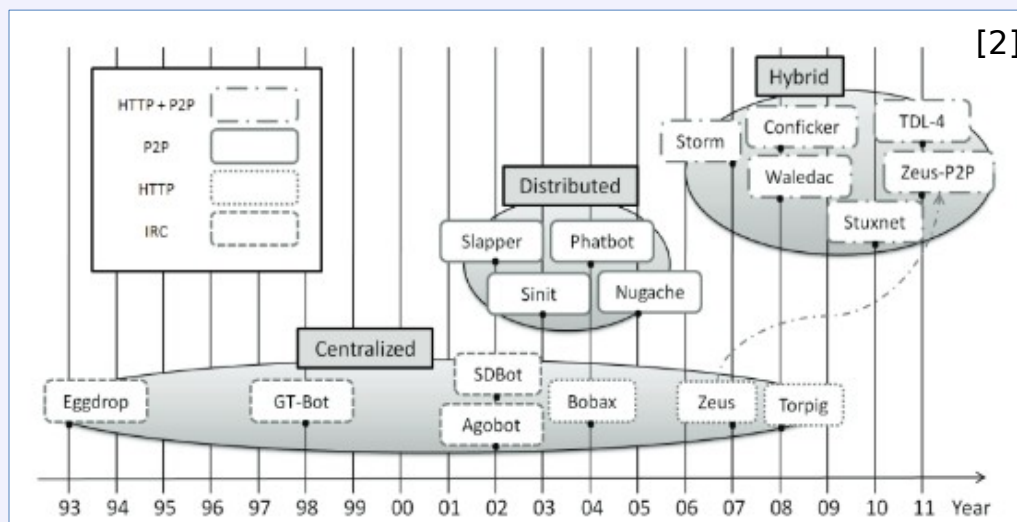 [2]
Hybrid
HTTP + P2P
P2P
HTTP
IRC
Storm
Conficker
TDL-4
Waledac
Zeus-P2P
Stuxnet
Distributed
Slapper
Phatbot
Sinit
Nugache
Centralized
Eggdrop
GT-Bot
SDBot
Agobot
Bobax
Zeus
Torpig
93 94 95 96 97 98 99 00 01 02 03 04 05 06 07 08 09 10 11 Year